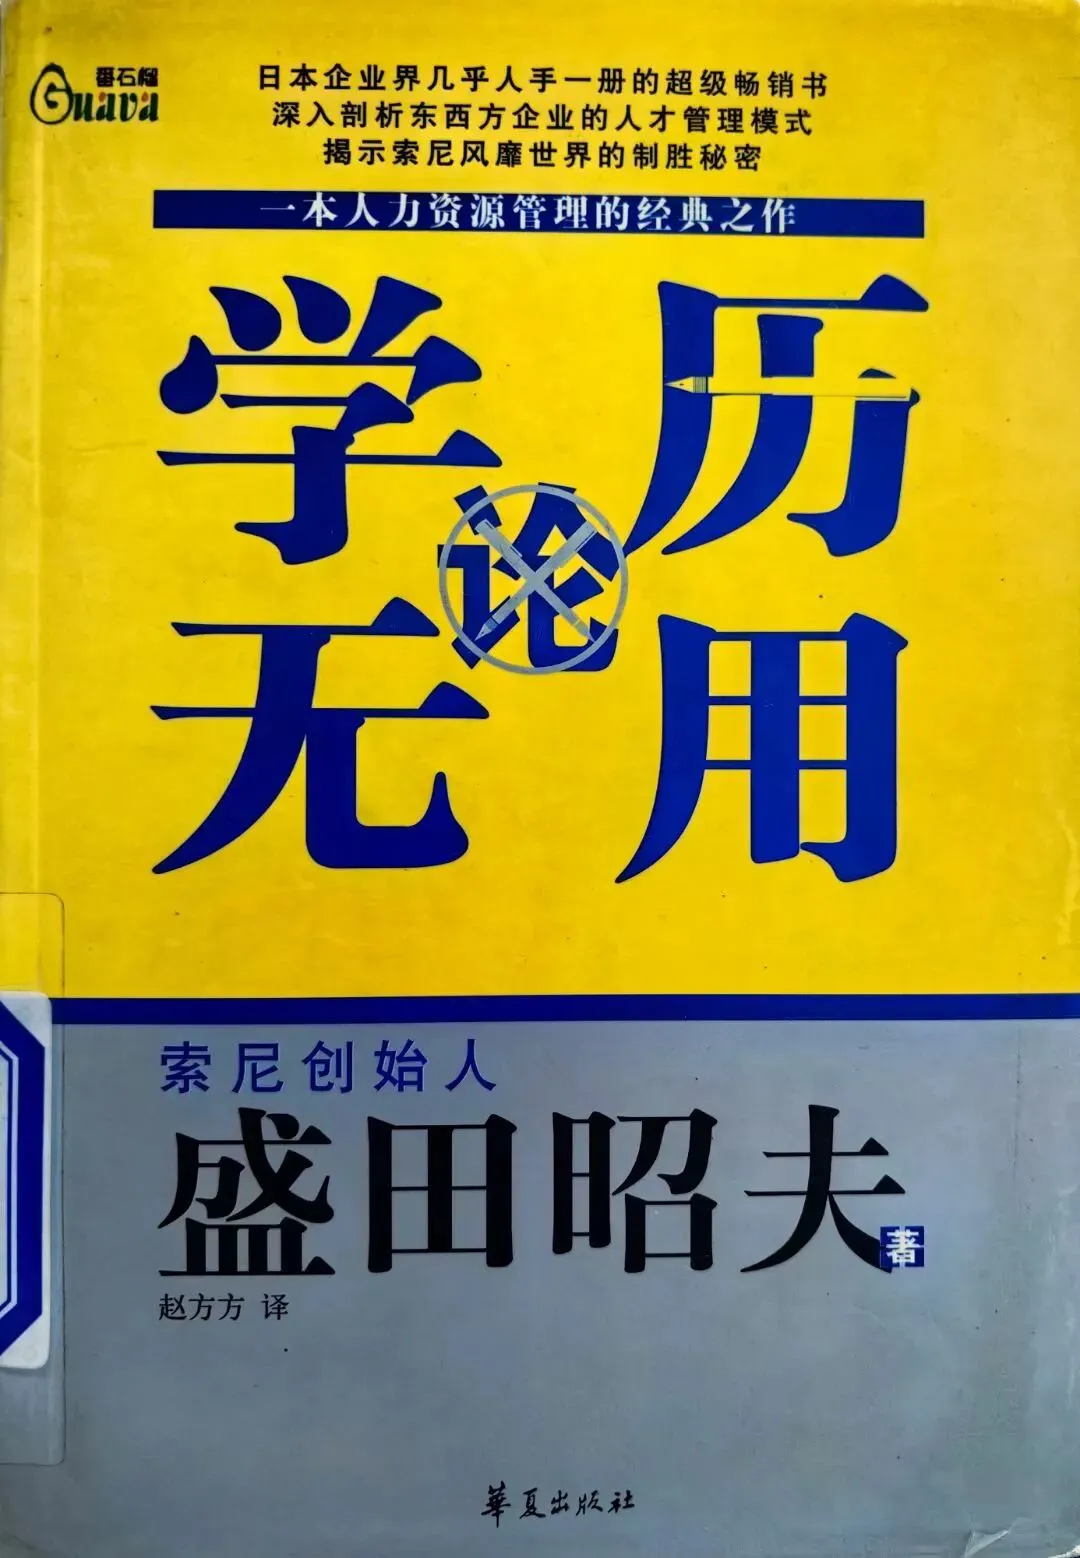 番石榴
Guava
日本企业界几乎人手一册的超级畅销书
深入剖析东西方企业的人才管理模式
揭示索尼风靡世界的制胜秘密
一本人力资源管理的经典之作
学历
无用
论
索尼创始人
盛田昭夫 著
赵方方 译
華夏出版社